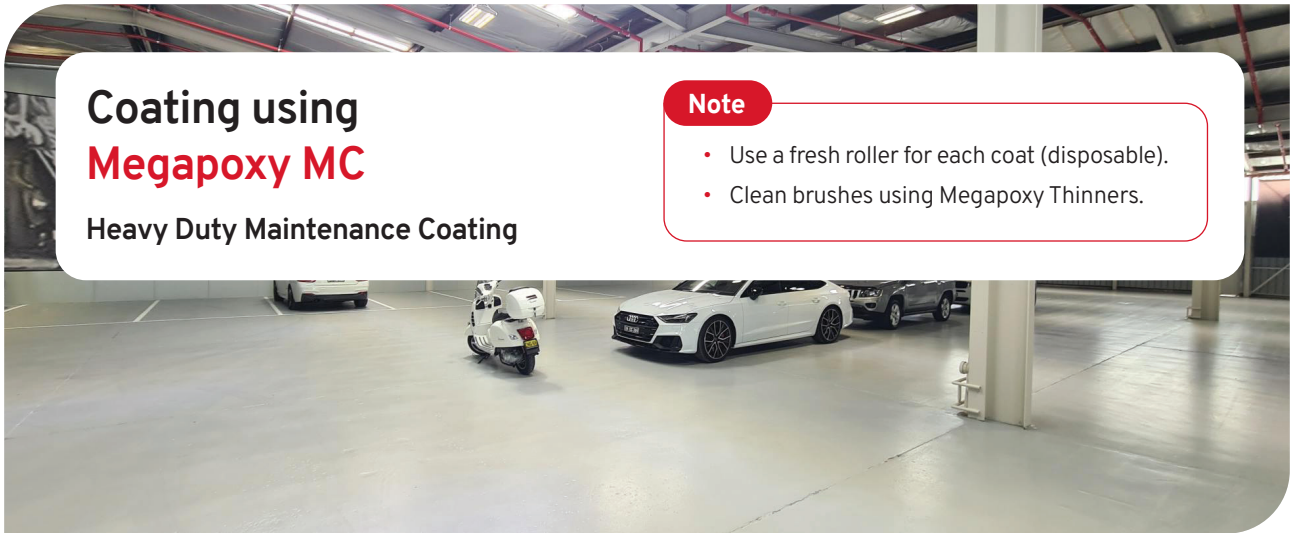 Coating using
Megapoxy MC
Heavy Duty Maintenance Coating
Note
• Use a fresh roller for each coat (disposable).
• Clean brushes using Megapoxy Thinners.